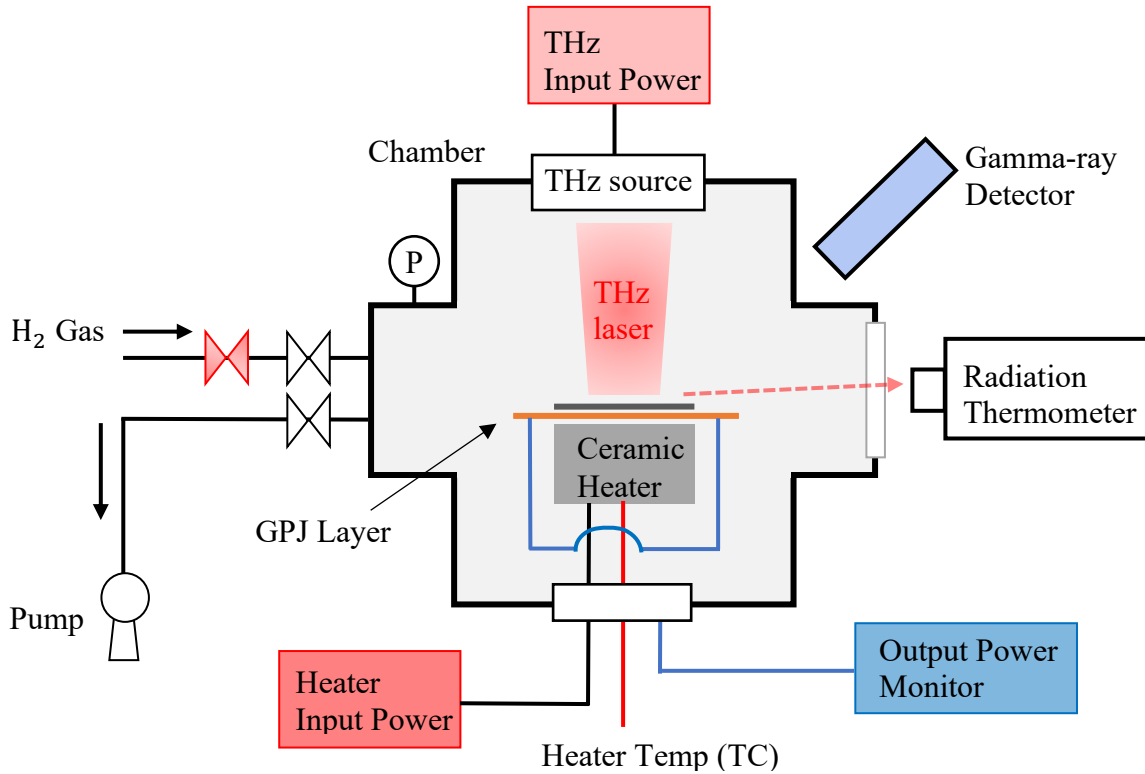 THz
Input Power
Chamber
THz source
Gamma-ray
Detector
P
THz
laser
H₂ Gas
Radiation
Thermometer
Ceramic
Heater
GPJ Layer
Pump
Output Power
Monitor
Heater
Input Power
Heater Temp (TC)